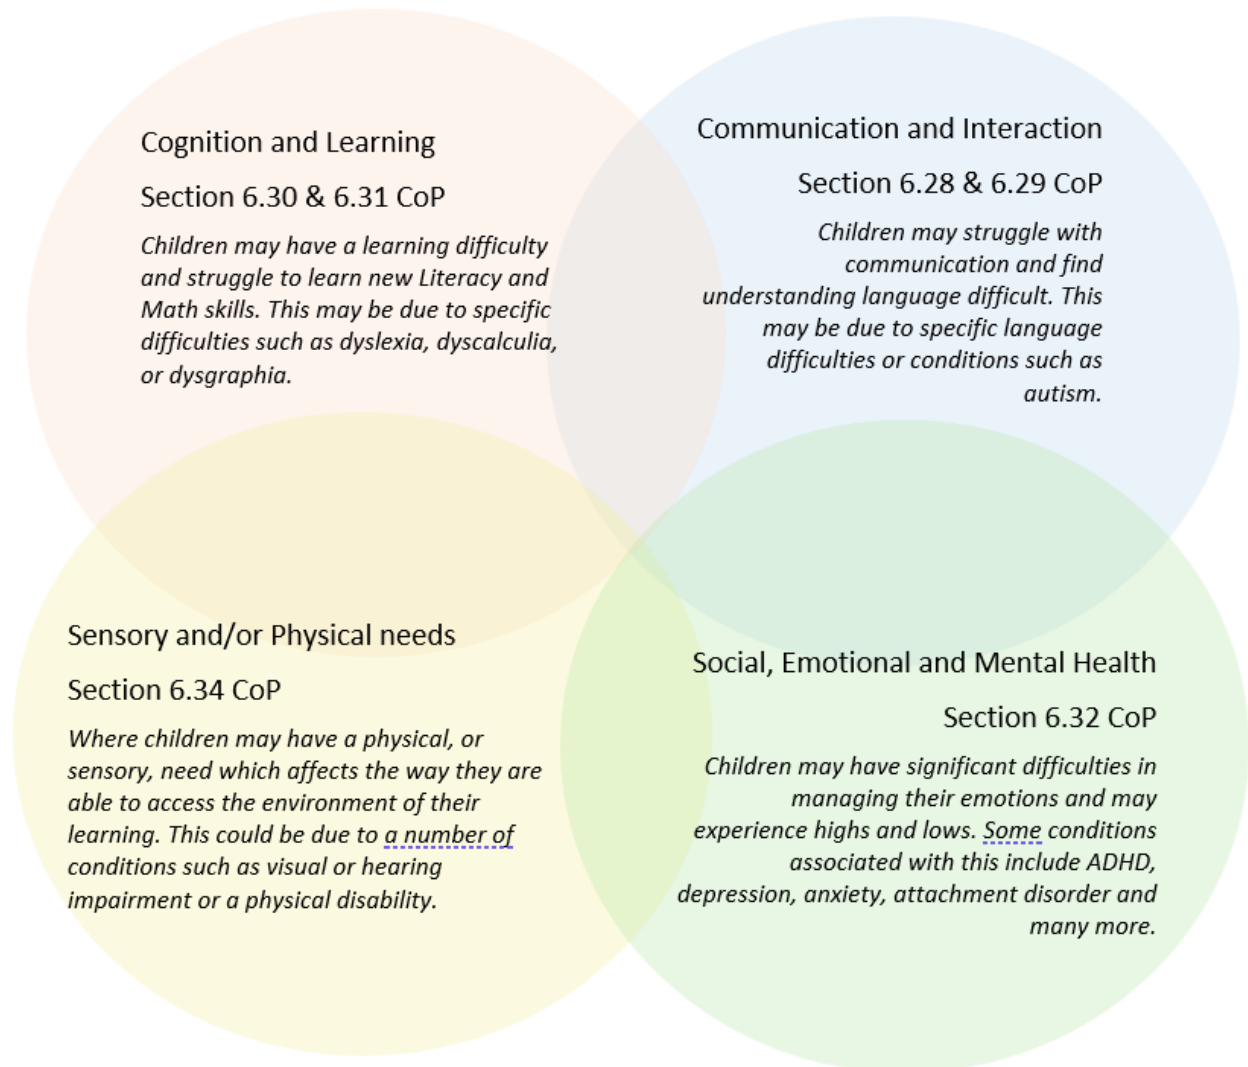 Cognition and Learning
Section 6.30 & 6.31 CoP
Children may have a learning difficulty
and struggle to learn new Literacy and
Math skills. This may be due to specific
difficulties such as dyslexia, dyscalculia,
or dysgraphia.
Communication and Interaction
Section 6.28 & 6.29 CoP
Children may struggle with
communication and find
understanding language difficult. This
may be due to specific language
difficulties or conditions such as
autism.
Sensory and/or Physical needs
Section 6.34 CoP
Where children may have a physical, or
sensory, need which affects the way they are
able to access the environment of their
learning. This could be due to a number of
conditions such as visual or hearing
impairment or a physical disability.
Social, Emotional and Mental Health
Section 6.32 CoP
Children may have significant difficulties in
managing their emotions and may
experience highs and lows. Some conditions
associated with this include ADHD,
depression, anxiety, attachment disorder and
many more.